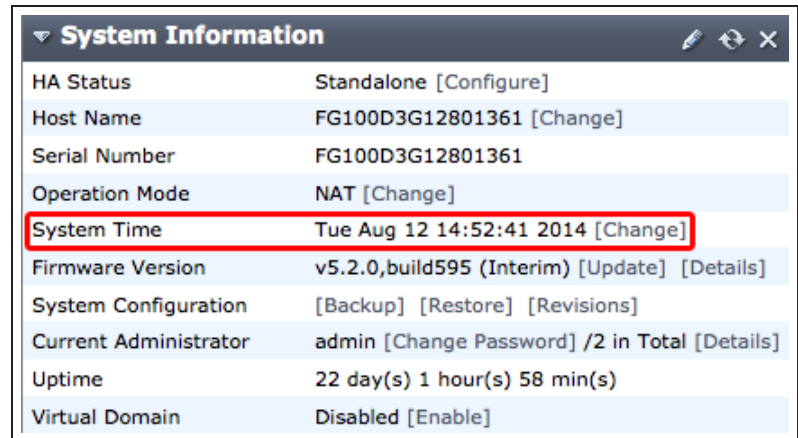 System Information
HA Status Standalone [Configure]
Host Name FG100D3G12801361 [Change]
Serial Number FG100D3G12801361
Operation Mode NAT [Change]
System Time Tue Aug 12 14:52:41 2014 [Change]
Firmware Version v5.2.0,build595 (Interim) [Update] [Details]
System Configuration [Backup] [Restore] [Revisions]
Current Administrator admin [Change Password] /2 in Total [Details]
Uptime 22 day(s) 1 hour(s) 58 min(s)
Virtual Domain Disabled [Enable]